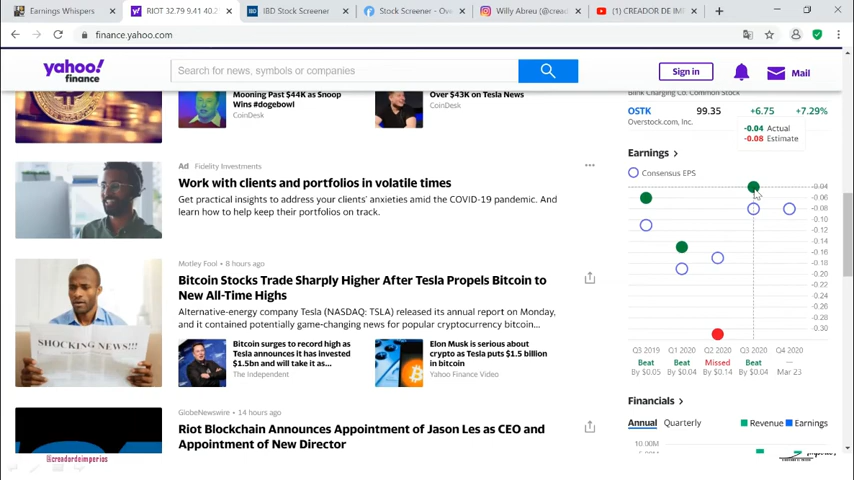 Earnings Whispers
RIOT 32.79 9.41 40.2
IBD Stock Screener
Stock Screener - Ove
Willy Abreu (@cread
(1) CREADOR DE IM
finance.yahoo.com
yahoo!
finance
Search for news, symbols or companies
Sign in
Mail
Mooning Past $44K as Snoop
Wins #dogebowl
CoinDesk
Over $43K on Tesla News
CoinDesk
Ad Fidelity Investments
Work with clients and portfolios in volatile times
Get practical insights to address your clients' anxieties amid the COVID-19 pandemic. And
learn how to help keep their portfolios on track.
Motley Fool • 8 hours ago
Bitcoin Stocks Trade Sharply Higher After Tesla Propels Bitcoin to
New All-Time Highs
Alternative-energy company Tesla (NASDAQ: TSLA) released its annual report on Monday,
and it contained potentially game-changing news for popular cryptocurrency bitcoin...
SHOCKING NEWS!!!
Bitcoin surges to record high as
Tesla announces it has invested
$1.5bn and will take it as...
The Independent
Elon Musk is serious about
crypto as Tesla puts $1.5 billion
in bitcoin
Yahoo Finance Video
GlobeNewswire • 14 hours ago
Riot Blockchain Announces Appointment of Jason Les as CEO and
Appointment of New Director
@creadordeimperios
Blink Charging Co. Common Stock
OSTK 99.35 +6.75 +7.29%
Overstock.com, Inc.
-0.04 Actual
-0.08 Estimate
Earnings
Consensus EPS
-0.04
-0.06
-0.08
-0.10
-0.12
-0.14
-0.16
-0.18
-0.20
-0.22
-0.24
-0.26
-0.28
-0.30
Q3 2019 Q1 2020 Q2 2020 Q3 2020 Q4 2020
Beat Beat Missed Beat —
By $0.05 By $0.04 By $0.14 By $0.04 Mar 23
Financials
Annual Quarterly Revenue Earnings
10.00M